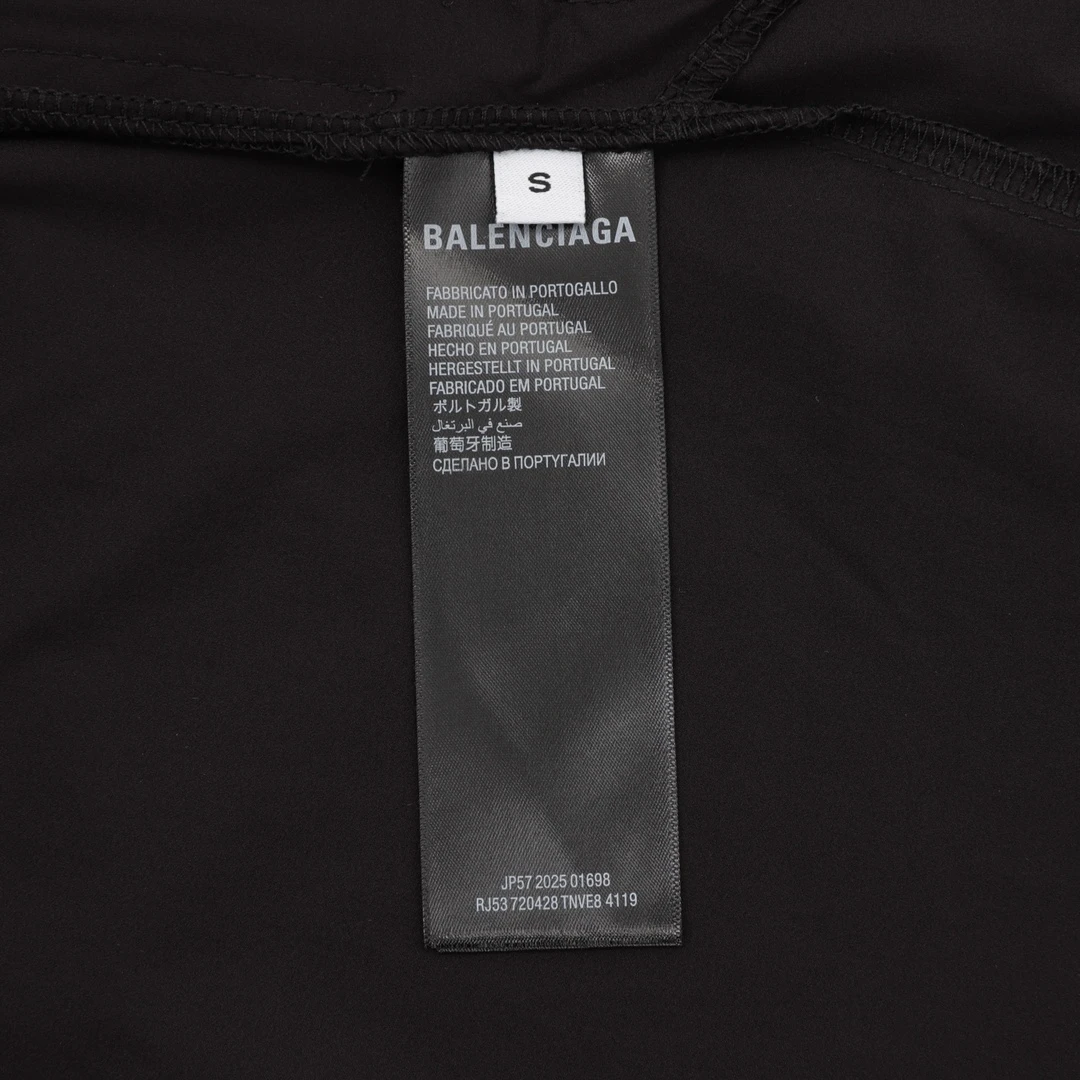 S
BALENCIAGA
FABBRICATO IN PORTOGALLO
MADE IN PORTUGAL
FABRIQUÉ AU PORTUGAL
HECHO EN PORTUGAL
HERGESTELLT IN PORTUGAL
FABRICADO EM PORTUGAL
ポルトガル製
صنع في البرتغال
葡萄牙制造
СДЕЛАНО В ПОРТУГАЛИИ
JP57 2025 01698
RJ53 720428 TNVE8 4119